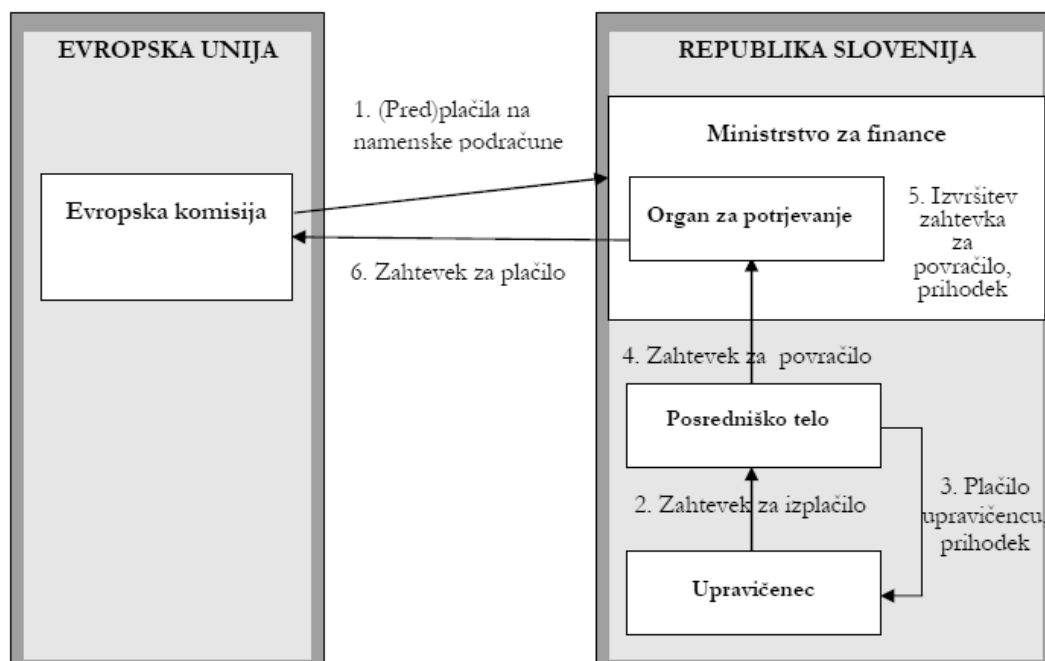 EVROPSKA UNIJA
REPUBLIKA SLOVENIJA
1. (Pred)plačila na
namenske podračune
Ministrstvo za finance
Evropska komisija
Organ za potrjevanje
5. Izvršitev
zahtevka
za
povračilo,
prihodek
6. Zahtevek za plačilo
4. Zahtevek za povračilo
Posredniško telo
2. Zahtevek za izplačilo
3. Plačilo
upravičencu,
prihodek
Upravičenec